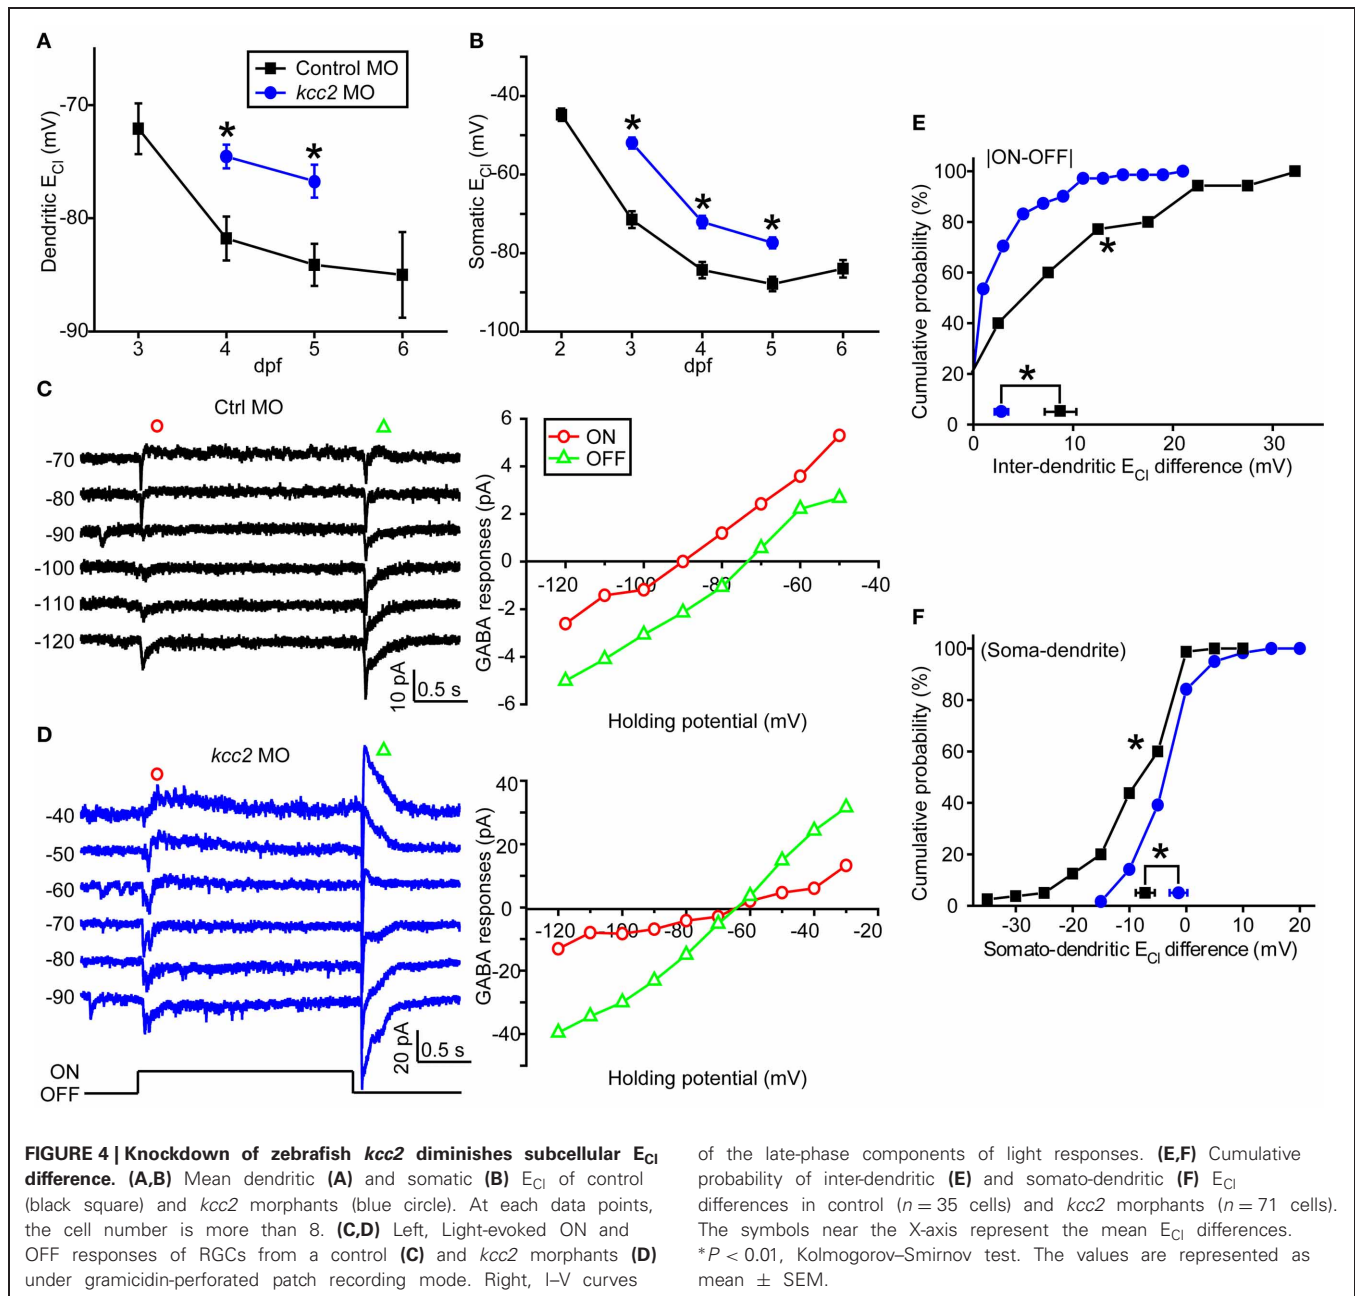 A
Control MO
kcc2 MO
Dendritic E_Cl (mV)
-70
-80
-90
*
*
3
4
5
6
dpf
B
Somatic E_Cl (mV)
-40
-60
-80
-100
*
*
*
2
3
4
5
6
dpf
C
Ctrl MO
-70
-80
-90
-100
-110
-120
10 pA
0.5 s
ON
OFF
GABA responses (pA)
6
4
2
0
-2
-4
-6
-120
-100
-80
-60
-40
Holding potential (mV)
D
kcc2 MO
-40
-50
-60
-70
-80
-90
20 pA
0.5 s
ON
OFF
GABA responses (pA)
40
20
0
-20
-40
-120
-100
-80
-60
-40
-20
Holding potential (mV)
E
|ON-OFF|
Cumulative probability (%)
100
80
60
40
20
0
*
*
0
10
20
30
Inter-dendritic E_Cl difference (mV)
F
(Soma-dendrite)
Cumulative probability (%)
100
80
60
40
20
0
*
*
-30
-20
-10
0
10
20
Somato-dendritic E_Cl difference (mV)
FIGURE 4 | Knockdown of zebrafish kcc2 diminishes subcellular E_Cl
difference. (A,B) Mean dendritic (A) and somatic (B) E_Cl of control
(black square) and kcc2 morphants (blue circle). At each data points,
the cell number is more than 8. (C,D) Left, Light-evoked ON and
OFF responses of RGCs from a control (C) and kcc2 morphants (D)
under gramicidin-perforated patch recording mode. Right, I–V curves
of the late-phase components of light responses. (E,F) Cumulative
probability of inter-dendritic (E) and somato-dendritic (F) E_Cl
differences in control (n = 35 cells) and kcc2 morphants (n = 71 cells).
The symbols near the X-axis represent the mean E_Cl differences.
*P < 0.01, Kolmogorov–Smirnov test. The values are represented as
mean ± SEM.